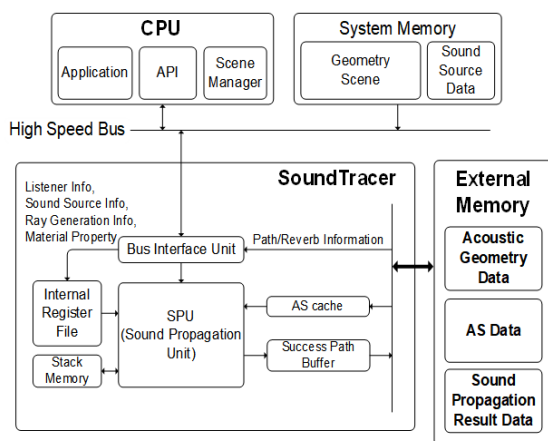 CPU
Application
API
Scene
Manager
System Memory
Geometry
Scene
Sound
Source
Data
High Speed Bus
SoundTracer
Listener Info,
Sound Source Info,
Ray Generation Info,
Material Property
Bus Interface Unit
Path/Reverb Information
Internal
Register
File
SPU
(Sound Propagation
Unit)
AS cache
Stack
Memory
Success Path
Buffer
External
Memory
Acoustic
Geometry
Data
AS Data
Sound
Propagation
Result Data